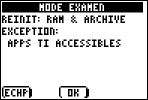 MODE EXAMEN
REINIT: RAM & ARCHIVE
EXCEPTION:
APPS TI ACCESSIBLES
ECHP OK